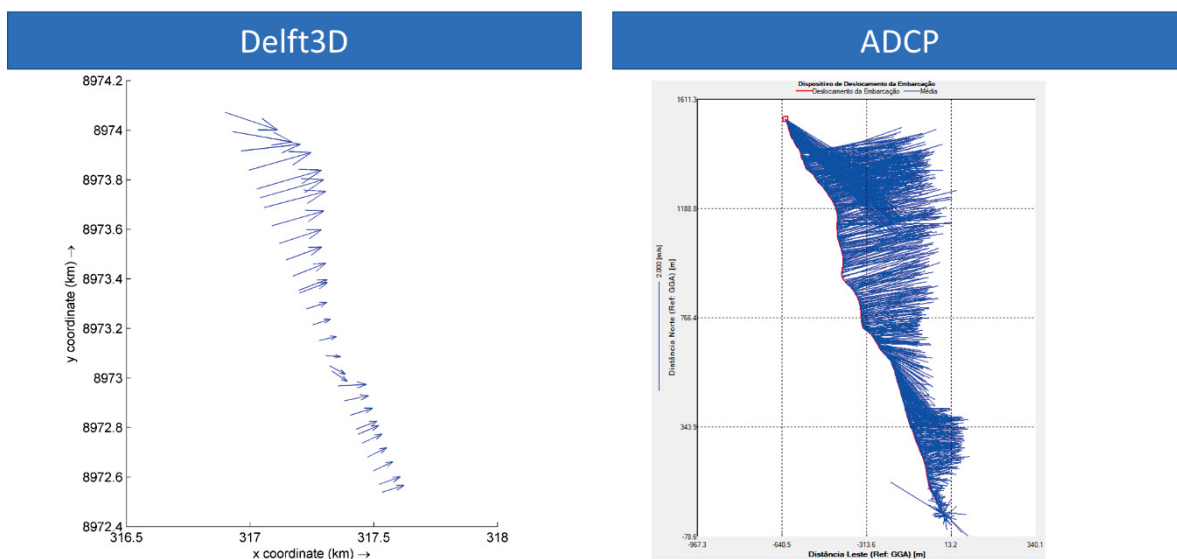 Delft3D
ADCP
8974.2
8974
8973.8
8973.6
8973.4
8973.2
8973
8972.8
8972.6
8972.4
y coordinate (km) →
316.5
317
317.5
318
x coordinate (km) →
Dispositivo de Deslocamento da Embarcação
Deslocamento da Embarcação
Média
1611.3
1188.8
766.4
343.9
-78.6
2.000 [m/s]
Distância Norte (Ref: GGA) [m]
-967.3
-640.5
-313.6
13.2
340.1
Distância Leste (Ref: GGA) [m]